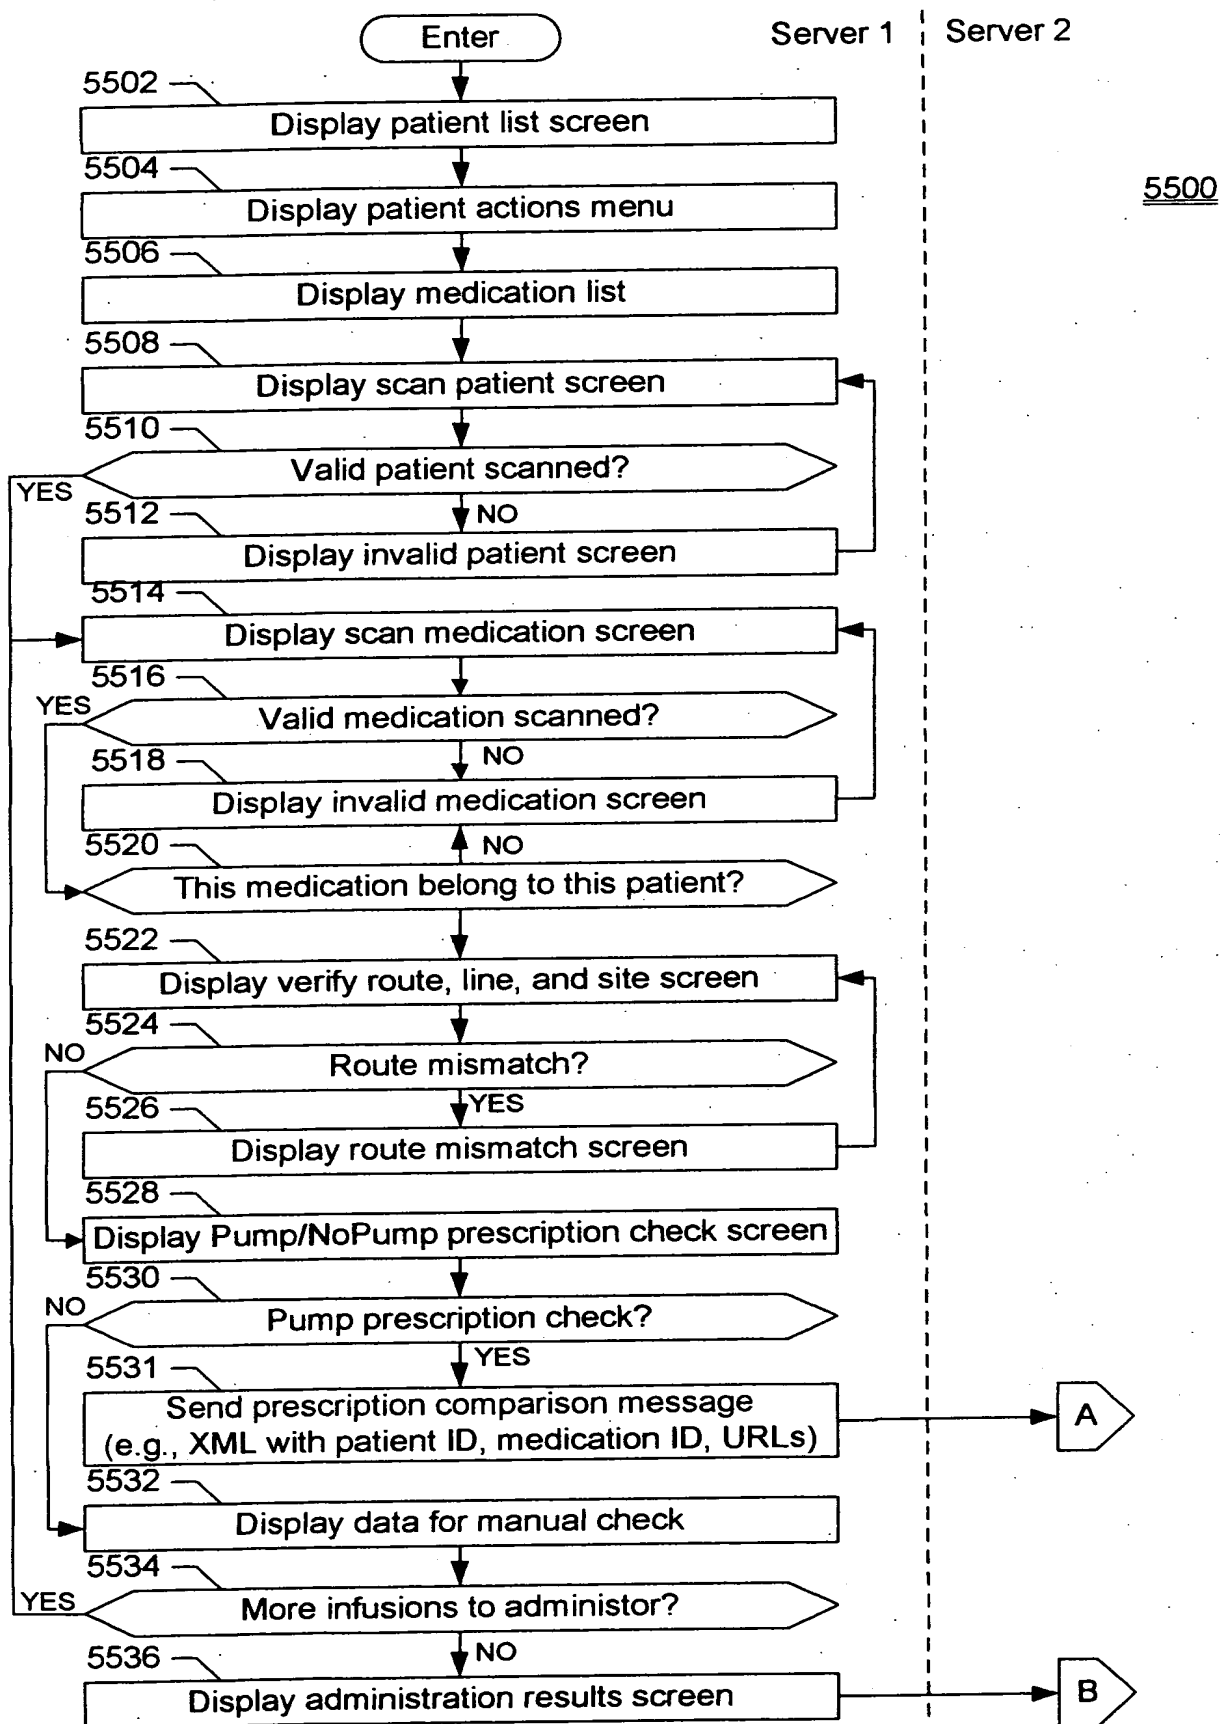 Enter
Server 1
Server 2
5502
Display patient list screen
5504
Display patient actions menu
5500
5506
Display medication list
5508
Display scan patient screen
5510
Valid patient scanned?
YES
NO
5512
Display invalid patient screen
5514
Display scan medication screen
5516
YES
Valid medication scanned?
NO
5518
Display invalid medication screen
NO
5520
This medication belong to this patient?
5522
Display verify route, line, and site screen
5524
NO
Route mismatch?
YES
5526
Display route mismatch screen
5528
Display Pump/NoPump prescription check screen
5530
NO
Pump prescription check?
YES
5531
Send prescription comparison message
(e.g., XML with patient ID, medication ID, URLs)
A
5532
Display data for manual check
5534
YES
More infusions to administor?
NO
5536
Display administration results screen
B